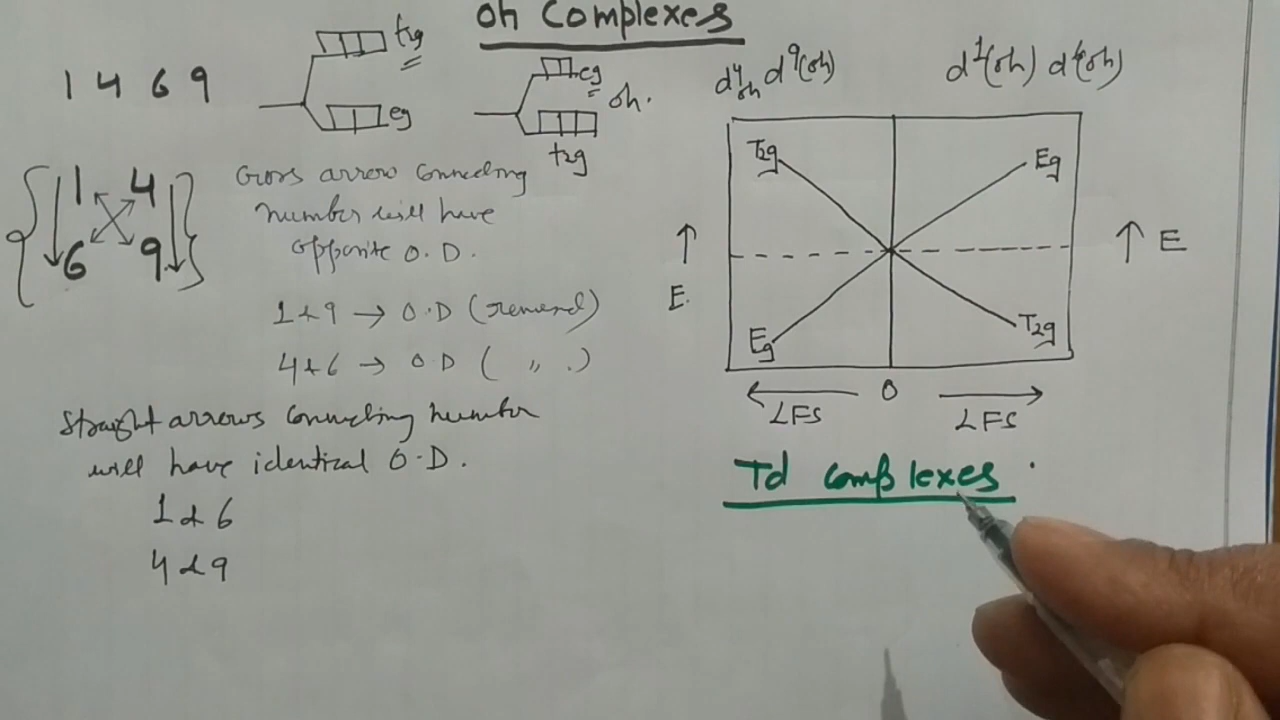 oh Complexes
1 4 6 9
t2g
eg
eg
t2g
oh.
1 4
6 9
Cross arrow connecting
number will have
opposite O.D.
1 & 9 → O.D (reversed)
4 & 6 → O D ( " . )
Straight arrows connecting number
will have identical O.D.
1 & 6
4 & 9
d4oh d9(oh)
d1(oh) d6(oh)
T2g
Eg
Eg
T2g
E.
E
0
LFS
LFS
Td complexes